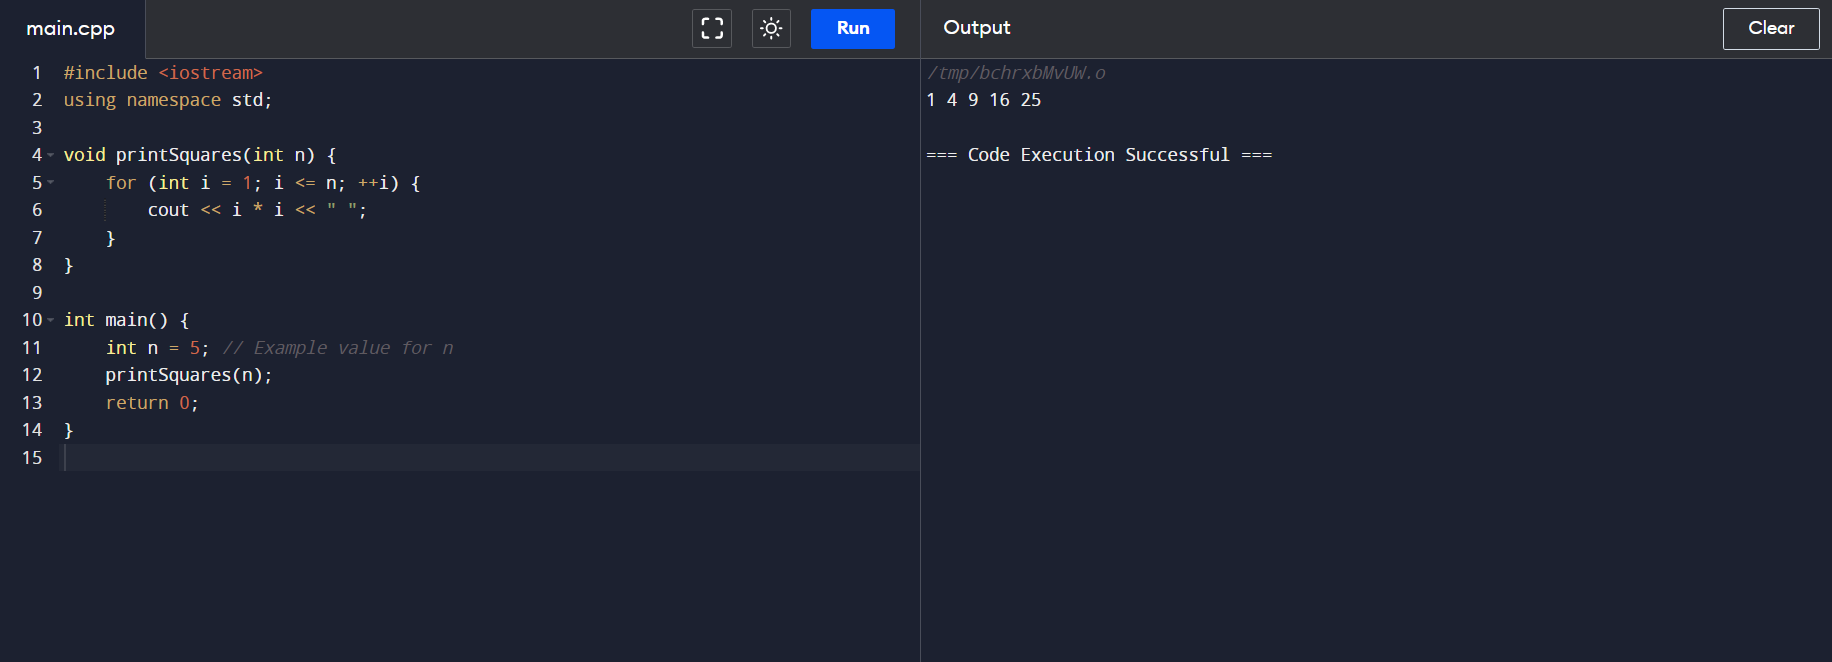 main.cpp
Run
Output
Clear
1 #include <iostream>
2 using namespace std;
3
4 void printSquares(int n) {
5     for (int i = 1; i <= n; ++i) {
6         cout << i * i << " ";
7     }
8 }
9
10 int main() {
11     int n = 5; // Example value for n
12     printSquares(n);
13     return 0;
14 }
15
/tmp/bchrxbMvUW.o
1 4 9 16 25
=== Code Execution Successful ===